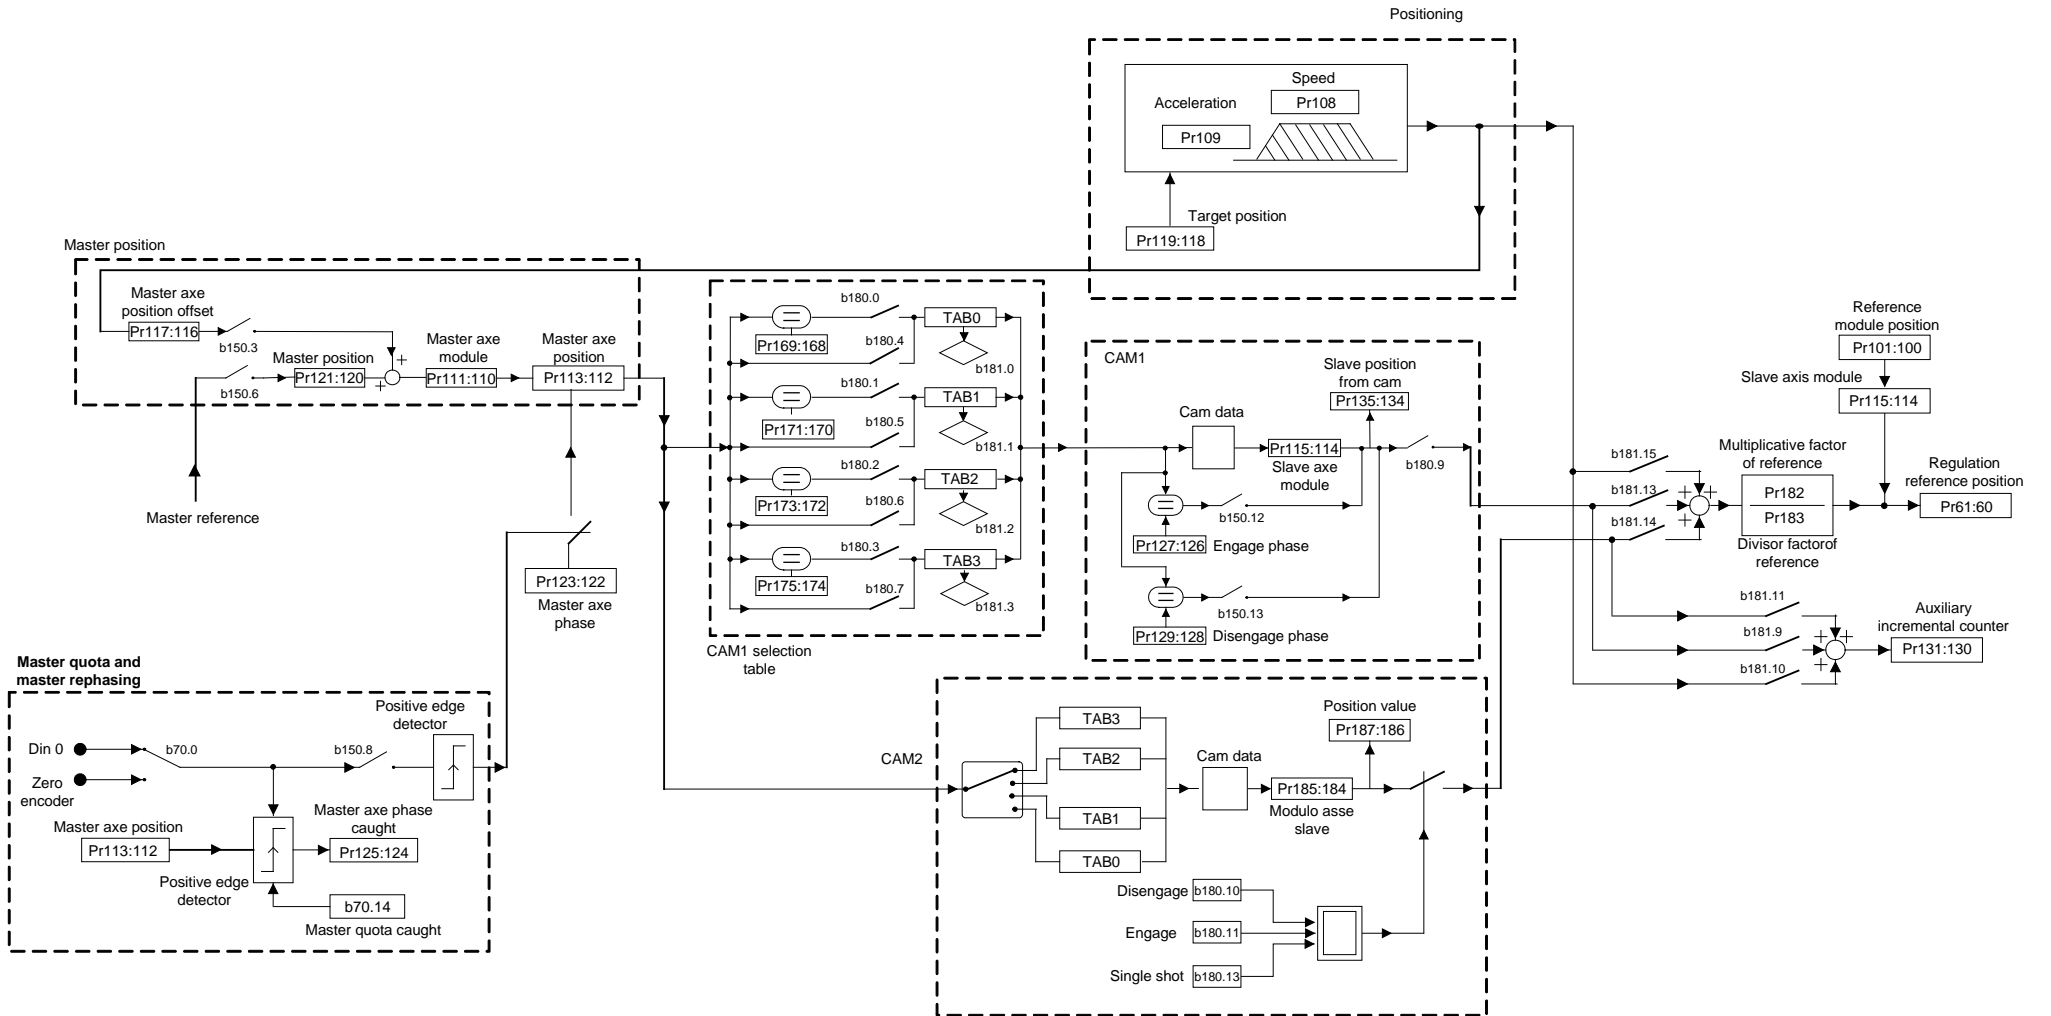 Positioning
Speed
Pr108
Acceleration
Pr109
Target position
Pr119:118
Master position
Master axe
position offset
Pr117:116
b150.3
Master position
Pr121:120
b150.6
+
+
Master axe
module
Pr111:110
Master axe
position
Pr113:112
Master reference
Pr123:122
Master axe
phase
b180.0
TAB0
Pr169:168
b180.4
b181.0
b180.1
TAB1
Pr171:170
b180.5
b181.1
b180.2
TAB2
Pr173:172
b180.6
b181.2
b180.3
TAB3
Pr175:174
b180.7
b181.3
CAM1 selection
table
CAM1
Slave position
from cam
Pr135:134
Cam data
Pr115:114
Slave axe
module
b180.9
b150.12
Pr127:126
Engage phase
b150.13
Pr129:128
Disengage phase
Reference
module position
Pr101:100
Slave axis module
Pr115:114
b181.15
b181.13
b181.14
+
+
+
Multiplicative factor
of reference
Pr182
Pr183
Divisor factorof
reference
Regulation
reference position
Pr61:60
b181.11
b181.9
b181.10
+
+
+
Auxiliary
incremental counter
Pr131:130
Master quota and
master rephasing
Din 0
Zero
encoder
b70.0
b150.8
Positive edge
detector
Master axe position
Pr113:112
Master axe phase
caught
Pr125:124
Positive edge
detector
b70.14
Master quota caught
CAM2
TAB3
TAB2
TAB1
TAB0
Cam data
Position value
Pr187:186
Pr185:184
Modulo asse
slave
Disengage
b180.10
Engage
b180.11
Single shot
b180.13